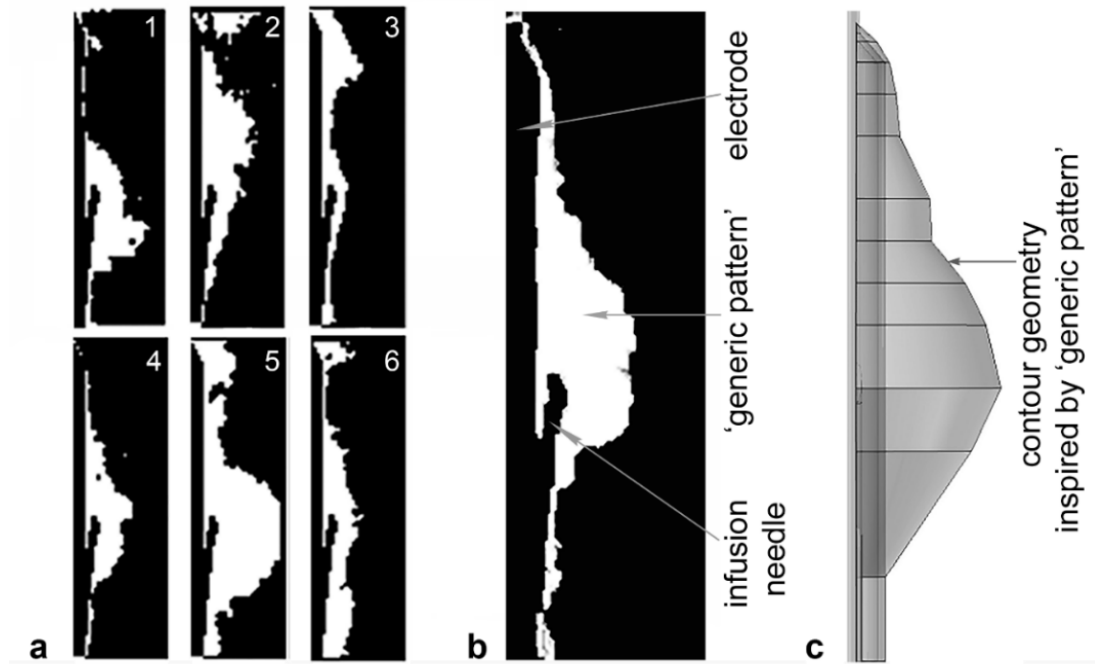 1
2
3
4
5
6
a
electrode
'generic pattern'
infusion
needle
b
contour geometry
inspired by 'generic pattern'
c